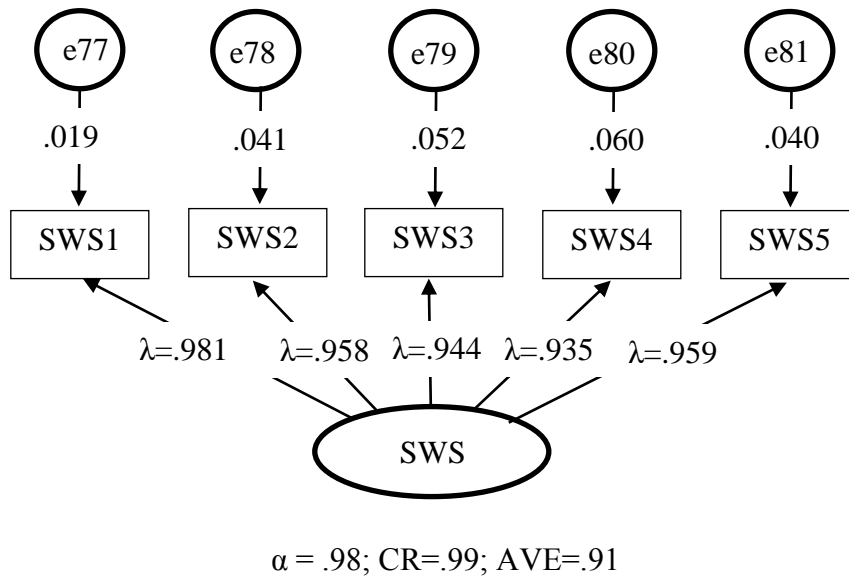 e77 e78 e79 e80 e81
.019 .041 .052 .060 .040
SWS1 SWS2 SWS3 SWS4 SWS5
λ=.981 λ=.958 λ=.944 λ=.935 λ=.959
SWS
α = .98; CR=.99; AVE=.91